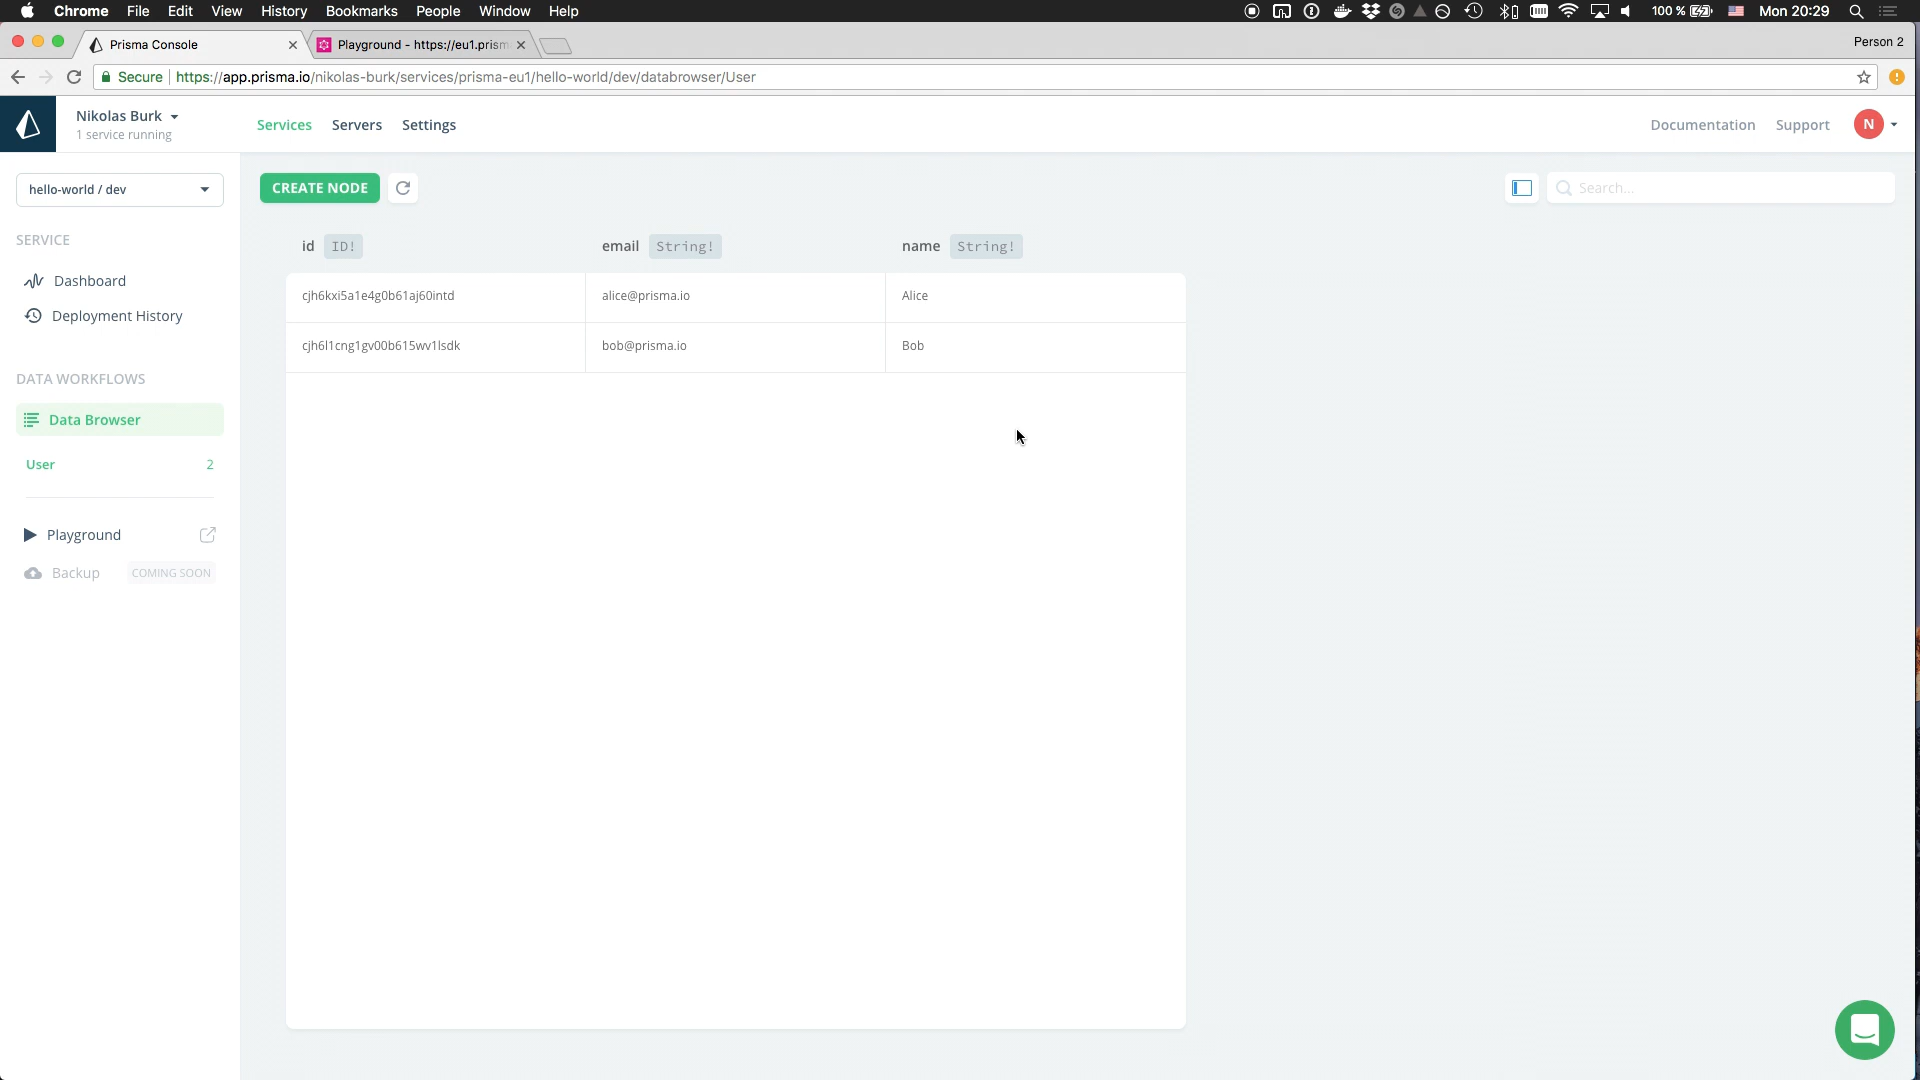 Chrome File Edit View History Bookmarks People Window Help 100 % Mon 20:29
Prisma Console Playground - https://eu1.prism Person 2
Secure https://app.prisma.io/nikolas-burk/services/prisma-eu1/hello-world/dev/databrowser/User
Nikolas Burk
1 service running
Services Servers Settings Documentation Support N
hello-world / dev
CREATE NODE Search...
SERVICE
Dashboard
Deployment History
DATA WORKFLOWS
Data Browser
User 2
Playground
Backup COMING SOON
id ID! email String! name String!
cjh6kxi5a1e4g0b61aj60intd alice@prisma.io Alice
cjh6l1cng1gv00b615wv1lsdk bob@prisma.io Bob